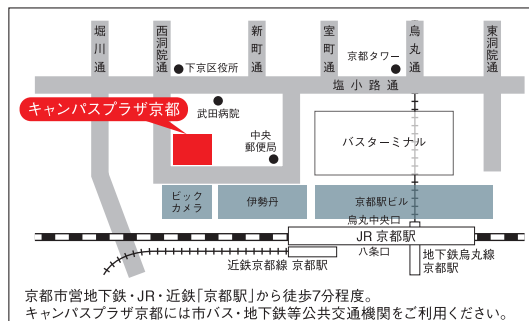 堀川通
西洞院通
新町通
室町通
烏丸通
東洞院通
下京区役所
京都タワー
塩小路通
キャンパスプラザ京都
武田病院
中央
郵便局
バスターミナル
ビック
カメラ
伊勢丹
京都駅ビル
烏丸中央口
JR 京都駅
八条口
近鉄京都線 京都駅
地下鉄烏丸線
京都駅
京都市営地下鉄・JR・近鉄「京都駅」から徒歩7分程度。
キャンパスプラザ京都には市バス・地下鉄等公共交通機関をご利用ください。